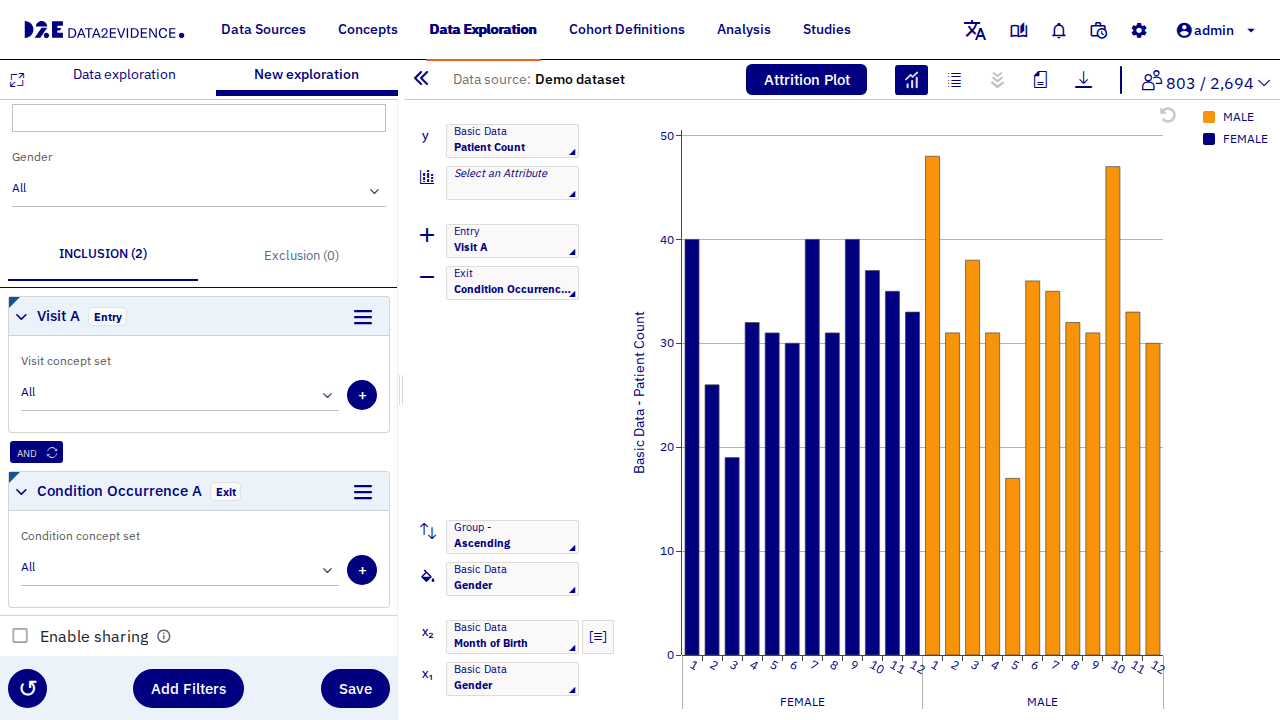 D2E DATA2EVIDENCE.
Data Sources
Concepts
Data Exploration
Cohort Definitions
Analysis
Studies
admin
Data exploration
New exploration
Data source: Demo dataset
Attrition Plot
803 / 2,694
Gender
All
INCLUSION (2)
Exclusion (0)
Visit A
Entry
Visit concept set
All
+
AND
Condition Occurrence A
Exit
Condition concept set
All
+
Enable sharing
Add Filters
Save
y
Basic Data
Patient Count
Select an Attribute
Entry
Visit A
Exit
Condition Occurrenc...
Group -
Ascending
Basic Data
Gender
x₂
Basic Data
Month of Birth
x₁
Basic Data
Gender
MALE
FEMALE
Basic Data - Patient Count
50
40
30
20
10
0
1 2 3 4 5 6 7 8 9 10 11 12 1 2 3 4 5 6 7 8 9 10 11 12
FEMALE
MALE